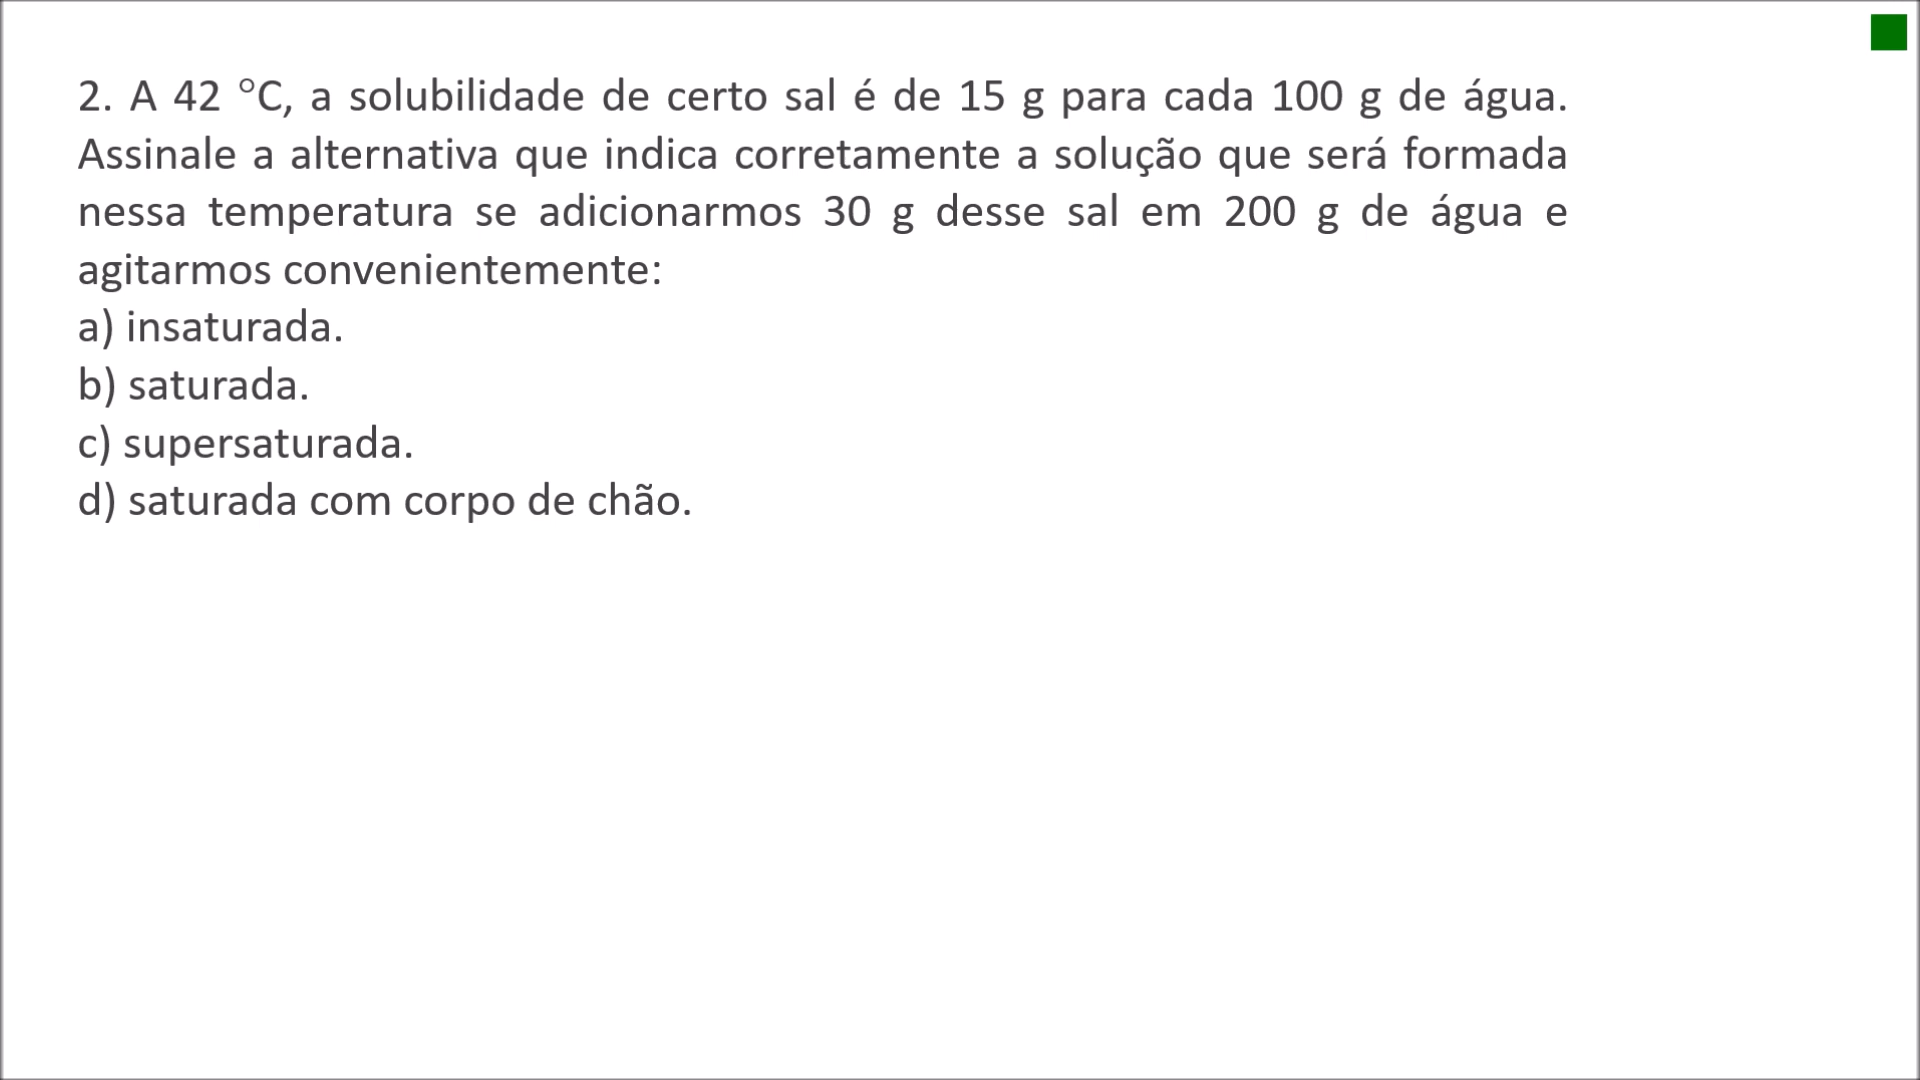 2. A 42 °C, a solubilidade de certo sal é de 15 g para cada 100 g de água.
Assinale a alternativa que indica corretamente a solução que será formada
nessa temperatura se adicionarmos 30 g desse sal em 200 g de água e
agitarmos convenientemente:
a) insaturada.
b) saturada.
c) supersaturada.
d) saturada com corpo de chão.